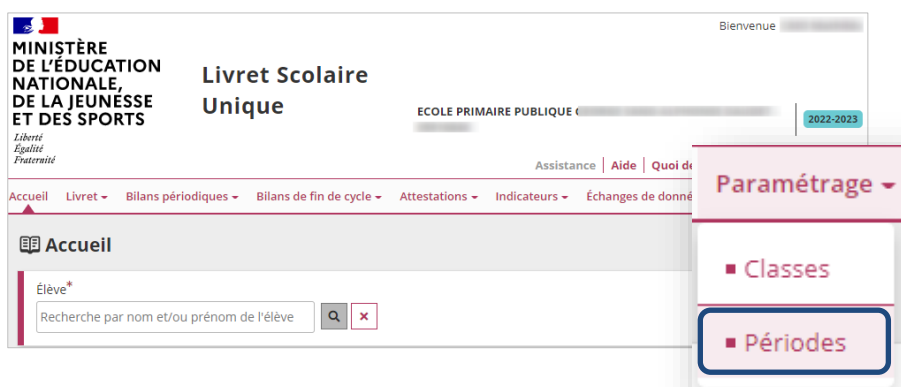 Bienvenue
MINISTÈRE
DE L'ÉDUCATION
NATIONALE,
DE LA JEUNESSE
ET DES SPORTS
Liberté
Égalité
Fraternité
Livret Scolaire
Unique
ECOLE PRIMAIRE PUBLIQUE
2022-2023
Assistance | Aide | Quoi de
Accueil Livret Bilans périodiques Bilans de fin de cycle Attestations Indicateurs Échanges de donné
Paramétrage
Classes
Périodes
Accueil
Élève*
Recherche par nom et/ou prénom de l'élève